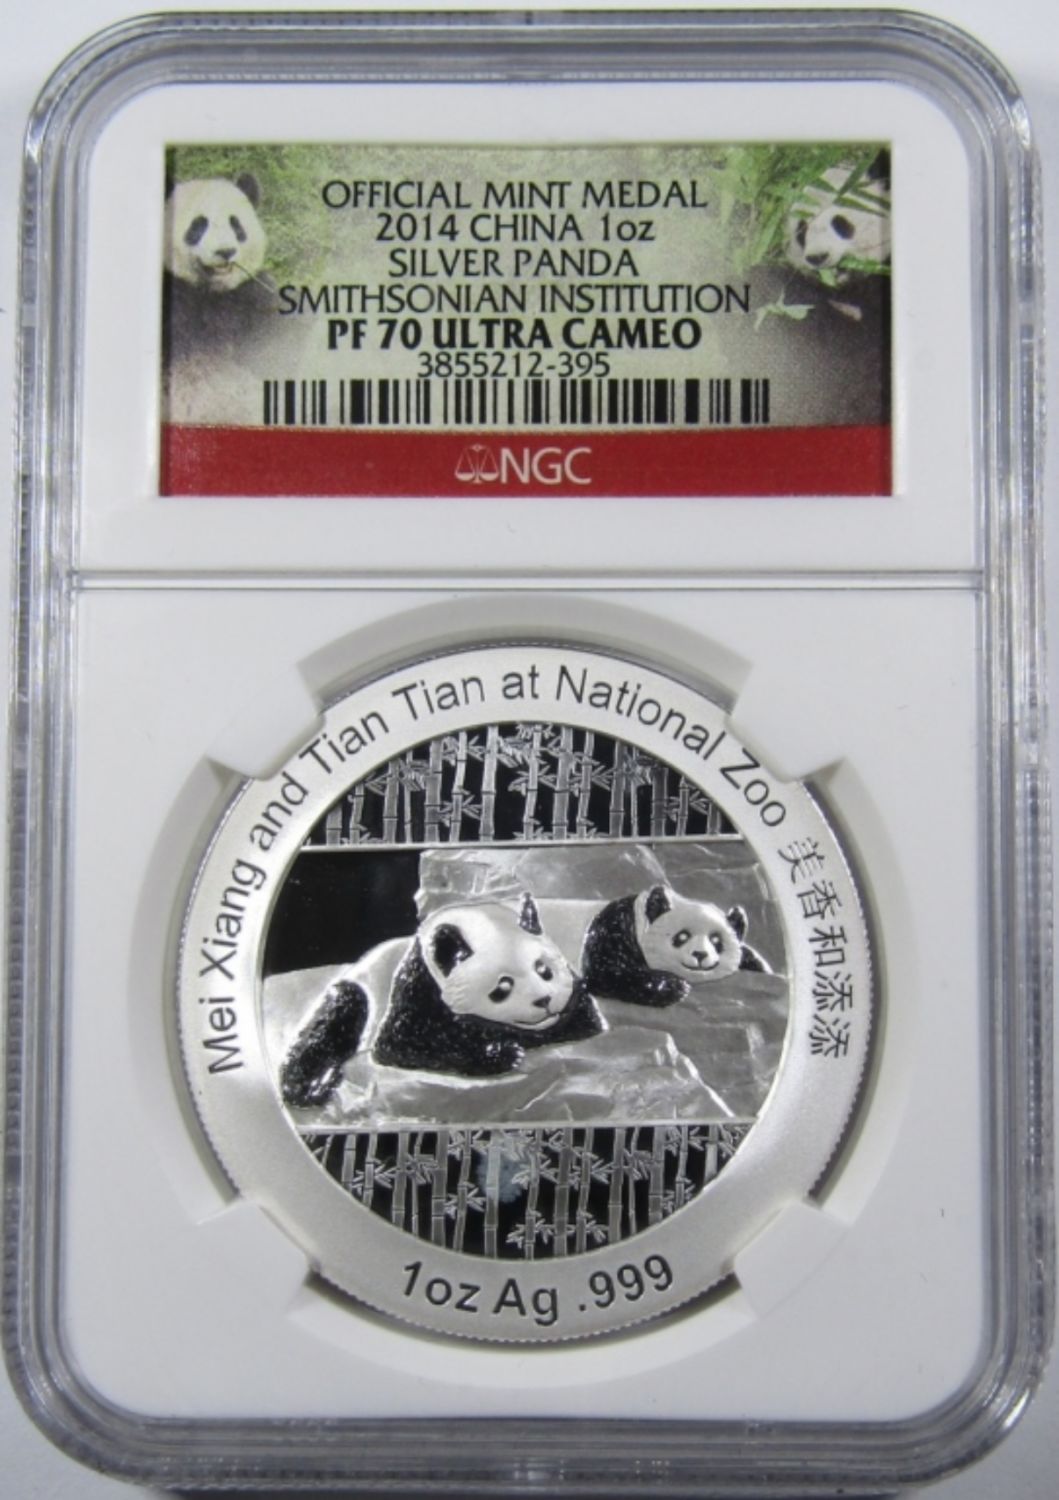 OFFICIAL MINT MEDAL
2014 CHINA 1oz
SILVER PANDA
SMITHSONIAN INSTITUTION
PF 70 ULTRA CAMEO
3855212-395
NGC
Mei Xiang and Tian Tian at National Zoo 美香和添添
1oz Ag .999